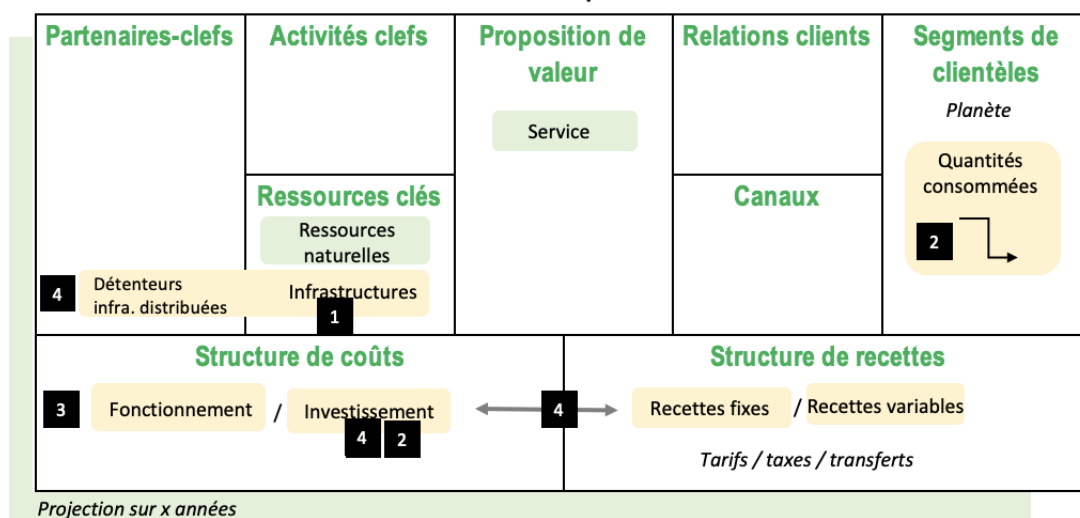 Partenaires-clefs
Activités clefs
Proposition de
valeur
Service
Relations clients
Segments de
clientèles
Planète
Quantités
consommées
2
Ressources clés
Ressources
naturelles
Canaux
4
Détenteurs
infra. distribuées
Infrastructures
1
Structure de coûts
3
Fonctionnement
/
Investissement
4
2
4
Structure de recettes
Recettes fixes
/ Recettes variables
Tarifs / taxes / transferts
Projection sur x années